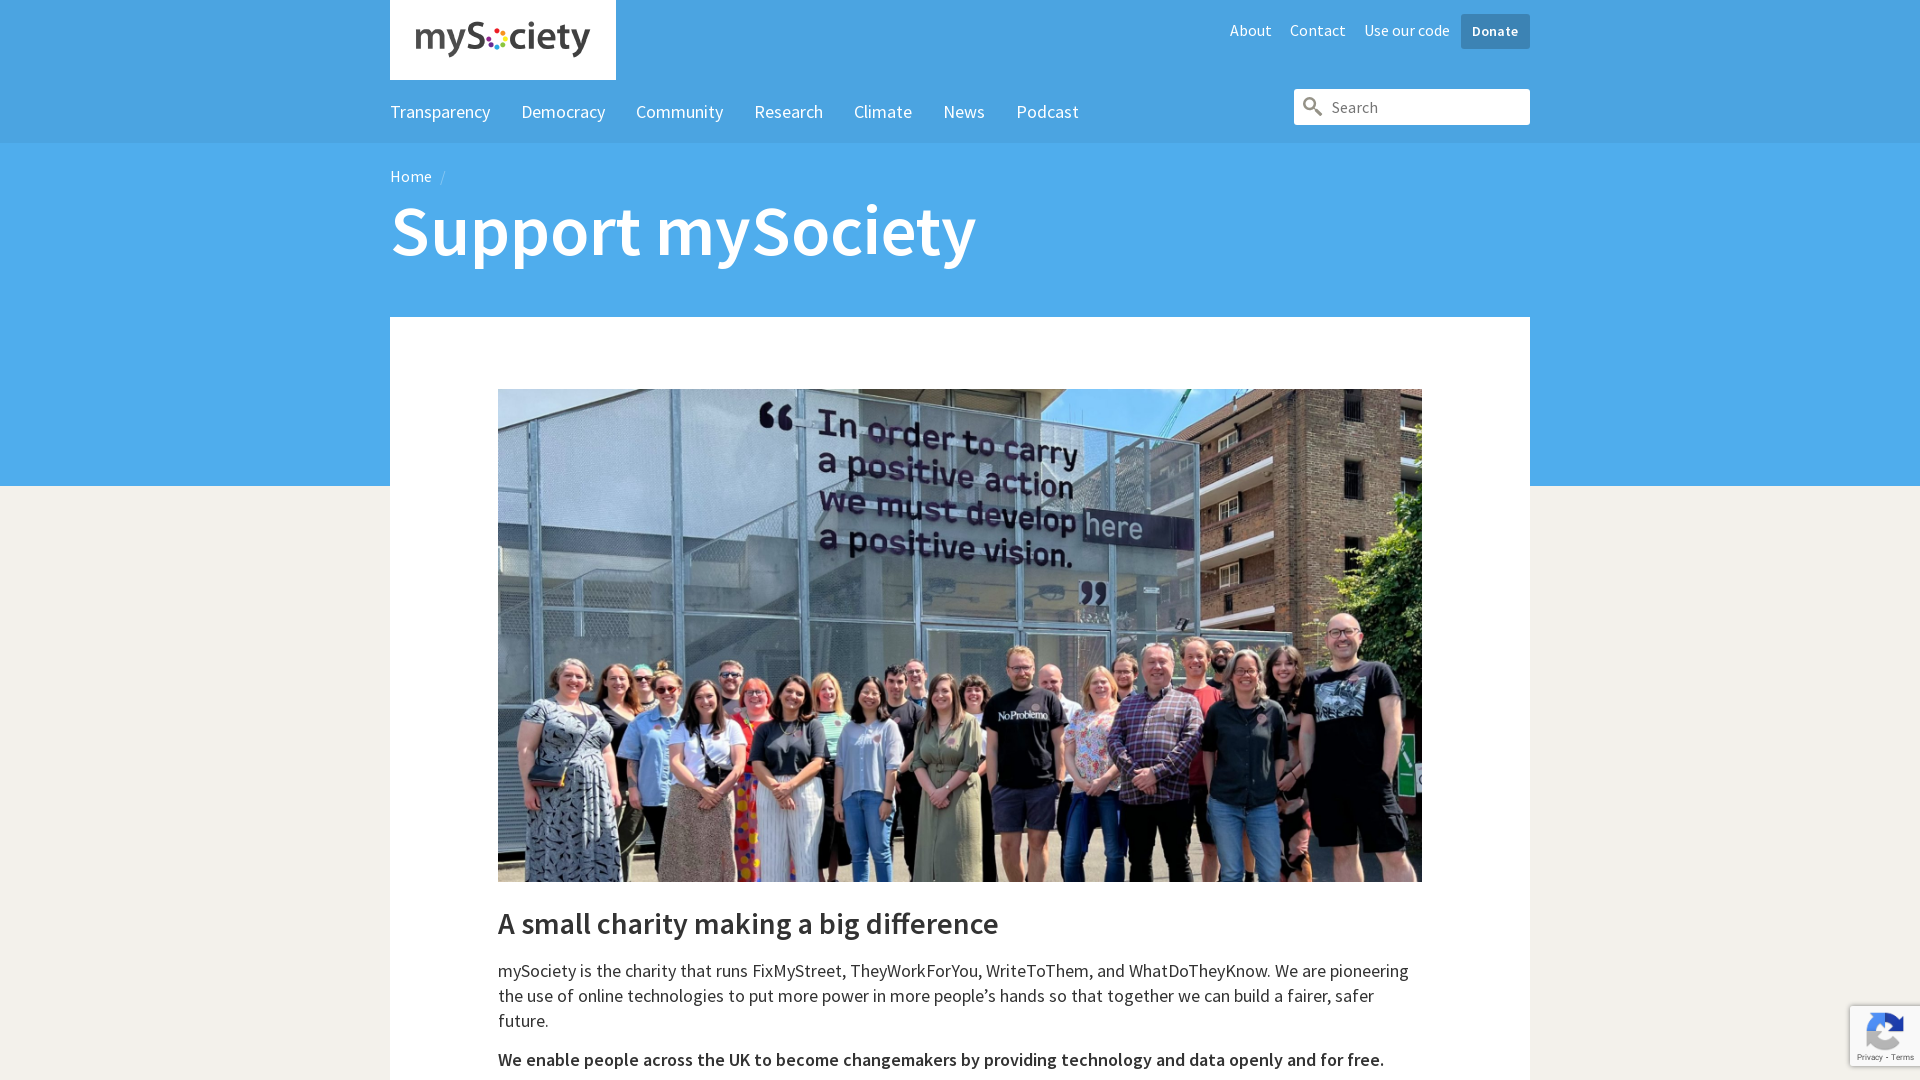 mySociety
About
Contact
Use our code
Donate
Transparency
Democracy
Community
Research
Climate
News
Podcast
Search
Home /
Support mySociety
“ In order to carry
a positive action
we must develop here
a positive vision.
”
No Problemo
A small charity making a big difference
mySociety is the charity that runs FixMyStreet, TheyWorkForYou, WriteToThem, and WhatDoTheyKnow. We are pioneering
the use of online technologies to put more power in more people’s hands so that together we can build a fairer, safer
future.
We enable people across the UK to become changemakers by providing technology and data openly and for free.
Privacy - Terms